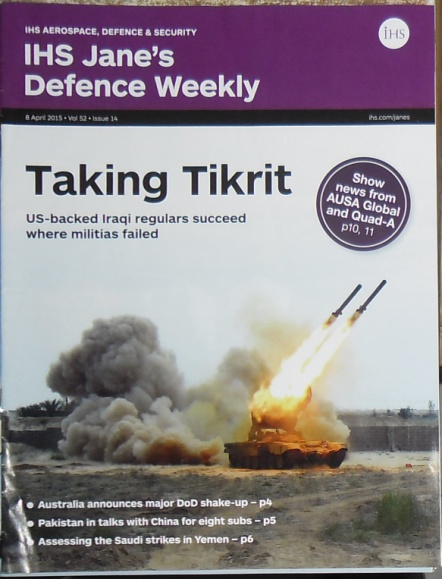 IHS AEROSPACE, DEFENCE & SECURITY
IHS
IHS Jane's
Defence Weekly
8 April 2015 • Vol 52 • Issue 14
ihs.com/janes
Taking Tikrit
US-backed Iraqi regulars succeed
where militias failed
Show
news from
AUSA Global
and Quad-A
p10, 11
• Australia announces major DoD shake-up – p4
• Pakistan in talks with China for eight subs – p5
• Assessing the Saudi strikes in Yemen – p6